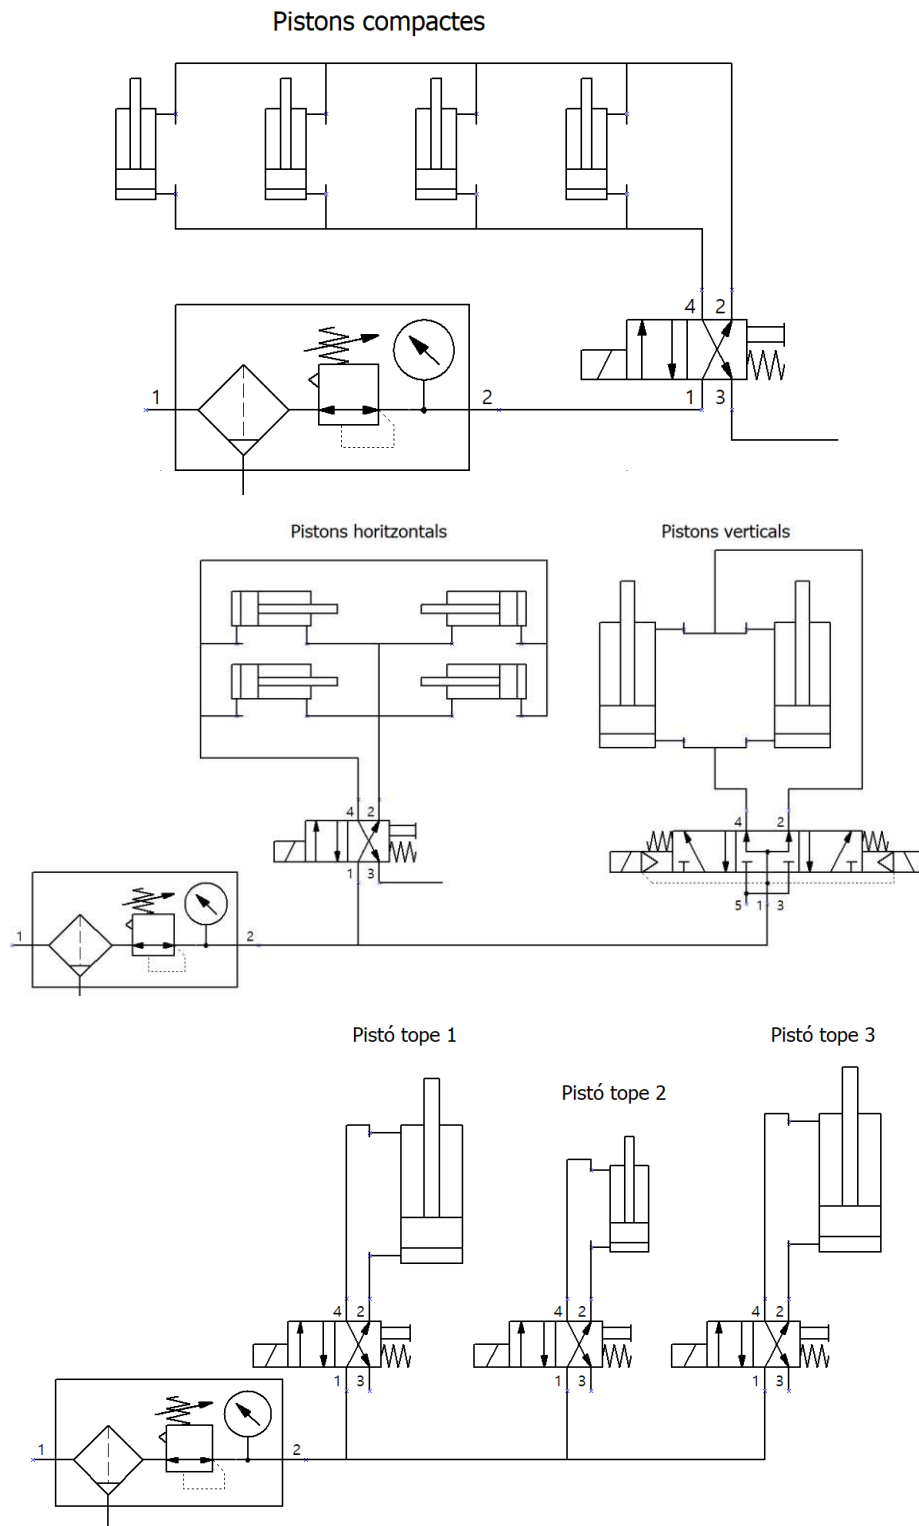 Pistons compactes
4 2
1 2 1 3
Pistons horitzontals Pistons verticals
4 2 4 2
1 3 5 1 3
1 2
Pistó tope 1 Pistó tope 3
Pistó tope 2
4 2 4 2 4 2
1 3 1 3 1 3
1 2